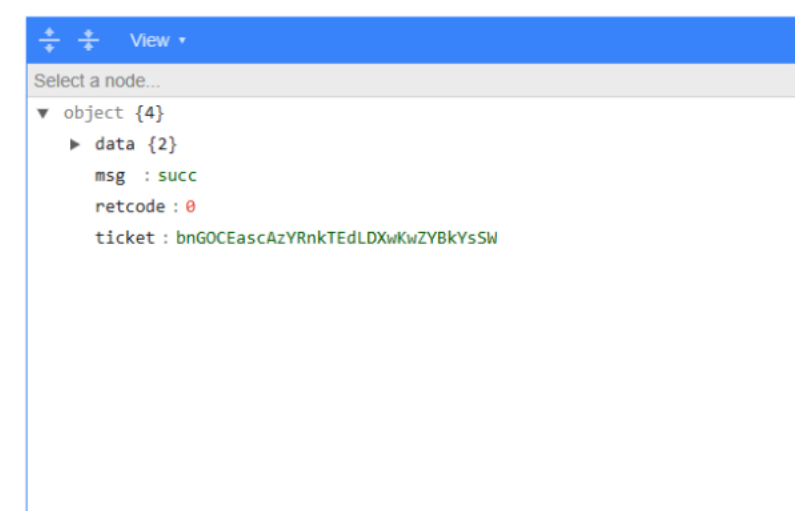 View
Select a node...
object {4}
data {2}
msg : succ
retcode : 0
ticket : bnGOCEascAzYRnkTEdLDXwKwZYBkYsSW